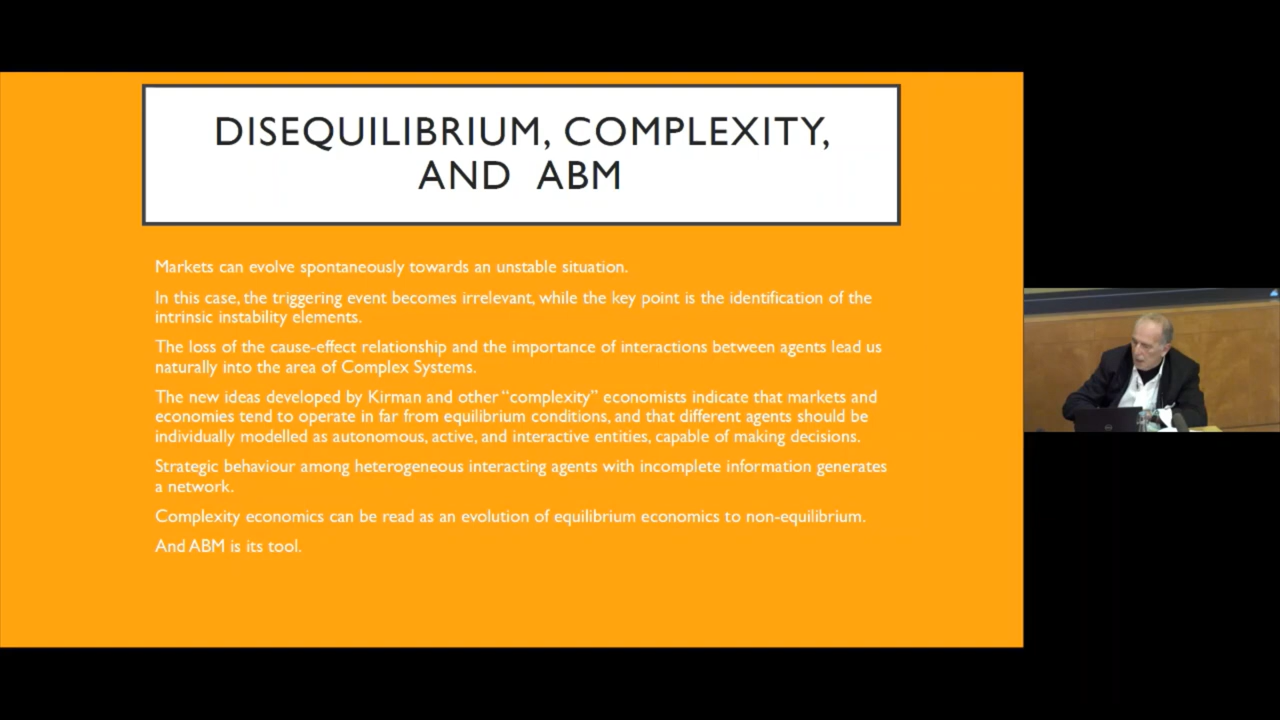 DISEQUILIBRIUM, COMPLEXITY,
AND ABM
Markets can evolve spontaneously towards an unstable situation.
In this case, the triggering event becomes irrelevant, while the key point is the identification of the
intrinsic instability elements.
The loss of the cause-effect relationship and the importance of interactions between agents lead us
naturally into the area of Complex Systems.
The new ideas developed by Kirman and other “complexity” economists indicate that markets and
economies tend to operate in far from equilibrium conditions, and that different agents should be
individually modelled as autonomous, active, and interactive entities, capable of making decisions.
Strategic behaviour among heterogeneous interacting agents with incomplete information generates
a network.
Complexity economics can be read as an evolution of equilibrium economics to non-equilibrium.
And ABM is its tool.